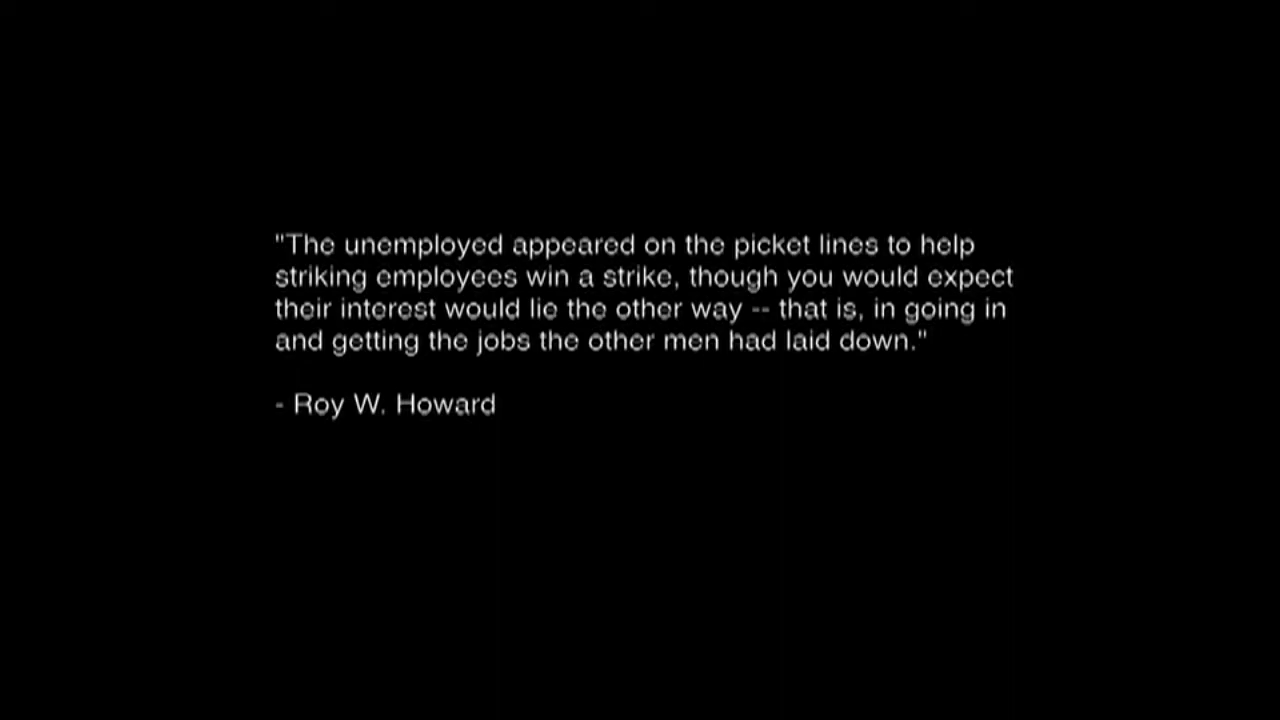 "The unemployed appeared on the picket lines to help
striking employees win a strike, though you would expect
their interest would lie the other way -- that is, in going in
and getting the jobs the other men had laid down."
- Roy W. Howard